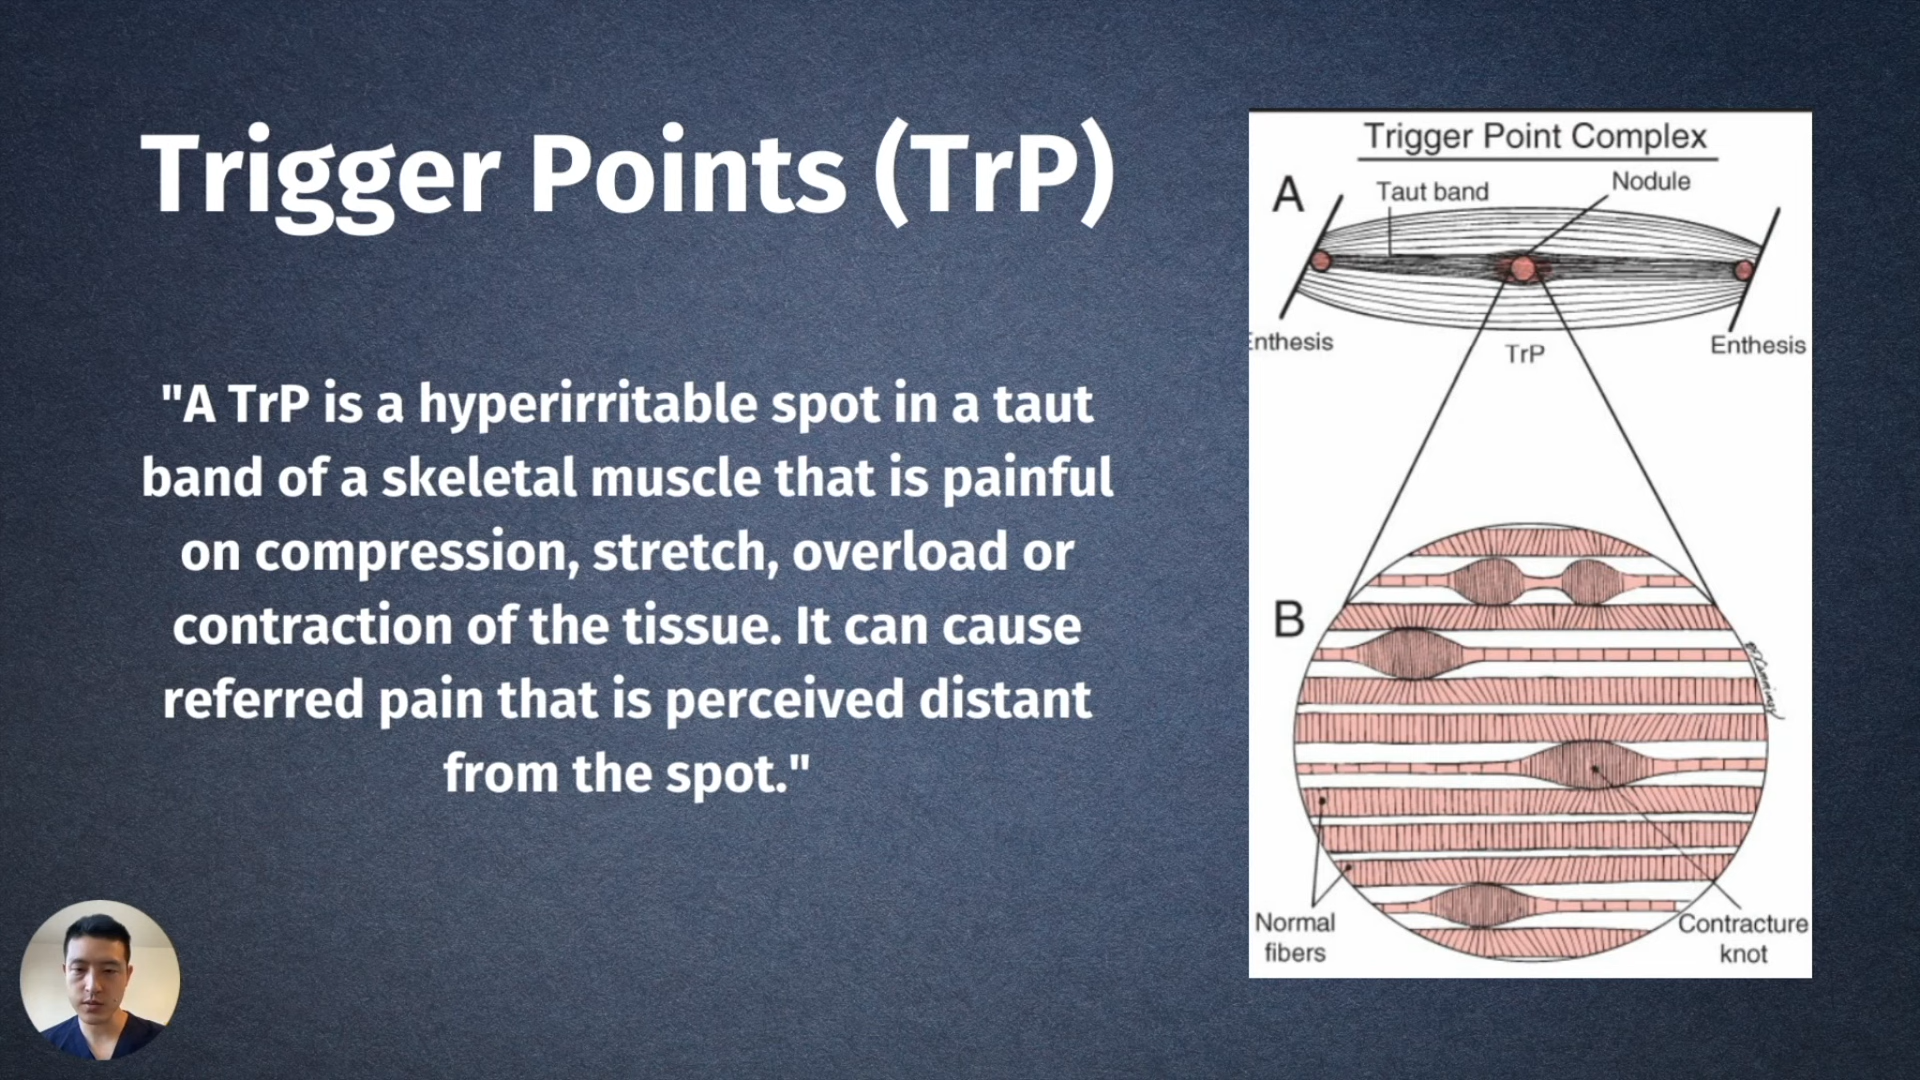 Trigger Points (TrP)
"A TrP is a hyperirritable spot in a taut
band of a skeletal muscle that is painful
on compression, stretch, overload or
contraction of the tissue. It can cause
referred pain that is perceived distant
from the spot."
Trigger Point Complex
A
Taut band
Nodule
Enthesis
TrP
Enthesis
B
Normal
fibers
Contracture
knot